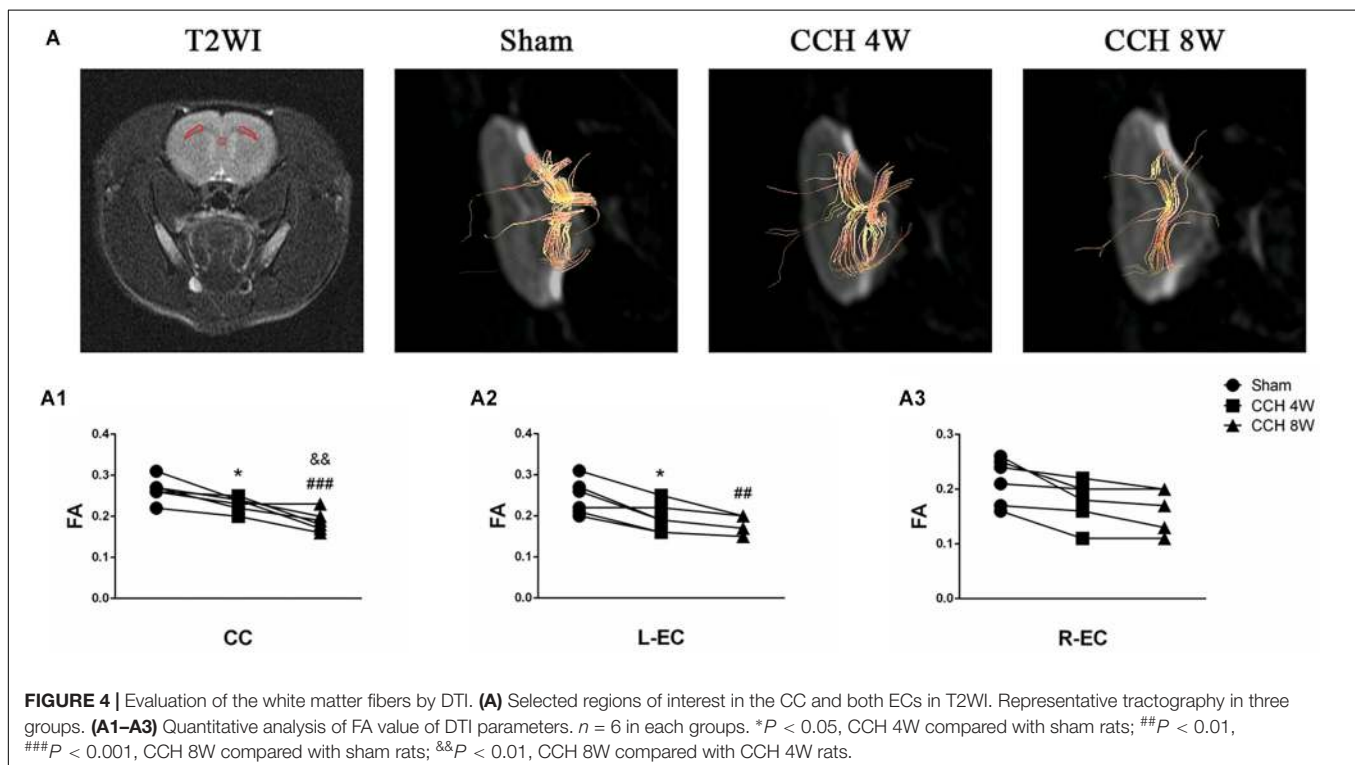 A
T2WI Sham CCH 4W CCH 8W
A1
FA
0.4
0.3
0.2
0.1
0.0
*
&&
###
CC
A2
FA
0.4
0.3
0.2
0.1
0.0
*
##
L-EC
A3
FA
0.3
0.2
0.1
0.0
R-EC
Sham
CCH 4W
CCH 8W
FIGURE 4 | Evaluation of the white matter fibers by DTI. (A) Selected regions of interest in the CC and both ECs in T2WI. Representative tractography in three
groups. (A1–A3) Quantitative analysis of FA value of DTI parameters. n = 6 in each groups. *P < 0.05, CCH 4W compared with sham rats; ##P < 0.01,
###P < 0.001, CCH 8W compared with sham rats; &&P < 0.01, CCH 8W compared with CCH 4W rats.